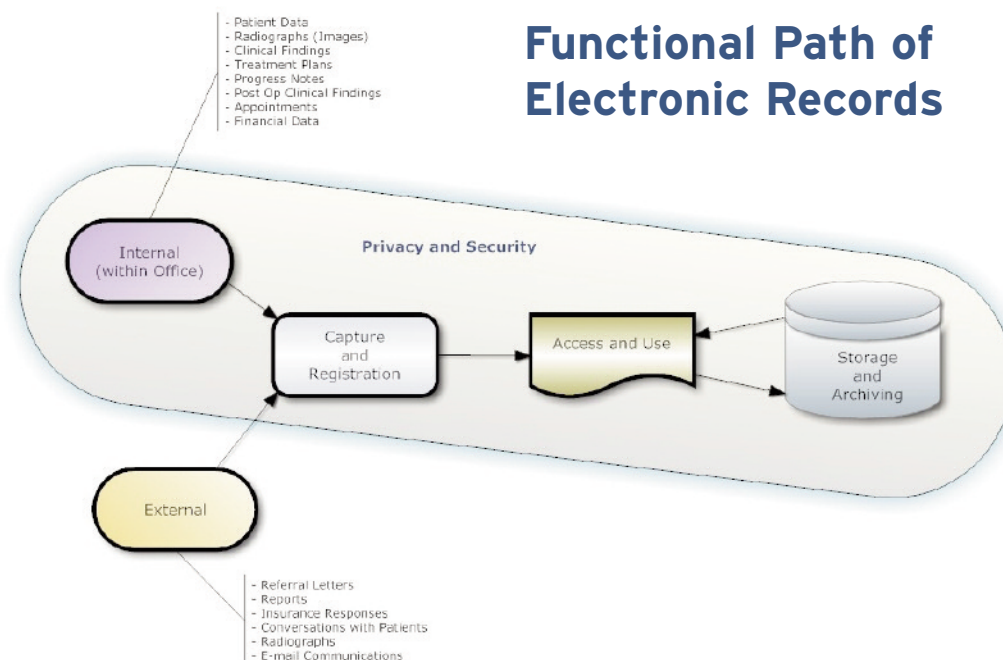 Functional Path of
Electronic Records
- Patient Data
- Radiographs (Images)
- Clinical Findings
- Treatment Plans
- Progress Notes
- Post Op Clinical Findings
- Appointments
- Financial Data
Privacy and Security
Internal
(within Office)
Capture
and
Registration
Access and Use
Storage
and
Archiving
External
- Referral Letters
- Reports
- Insurance Responses
- Conversations with Patients
- Radiographs
- E-mail Communications